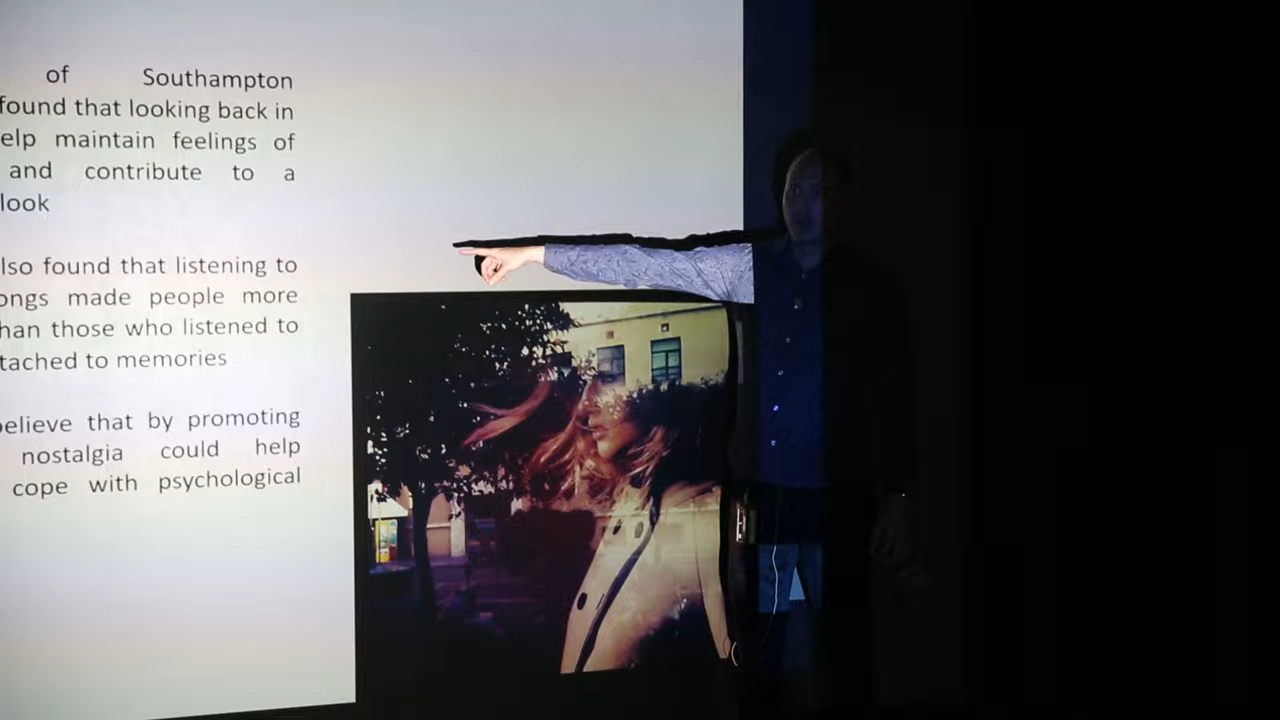 of Southampton
found that looking back in
elp maintain feelings of
and contribute to a
look
lso found that listening to
ongs made people more
han those who listened to
tached to memories
elieve that by promoting
nostalgia could help
cope with psychological